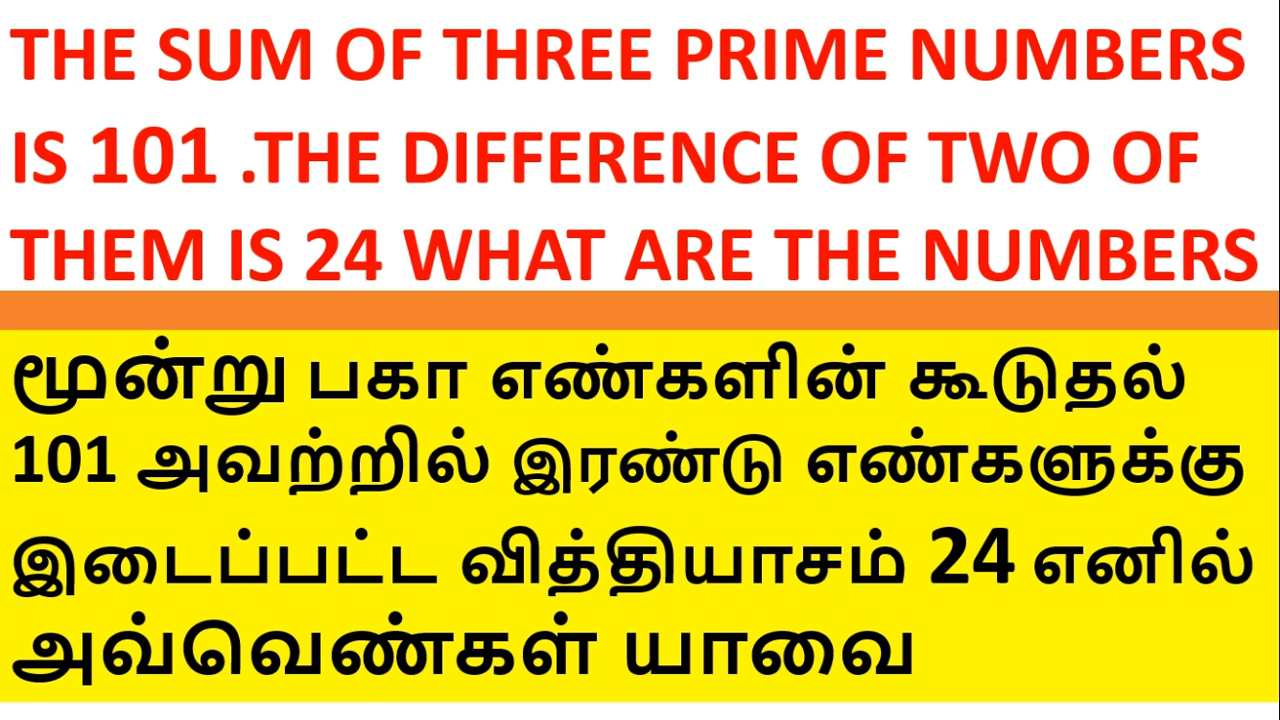 THE SUM OF THREE PRIME NUMBERS
IS 101 .THE DIFFERENCE OF TWO OF
THEM IS 24 WHAT ARE THE NUMBERS
மூன்று பகா எண்களின் கூடுதல்
101 அவற்றில் இரண்டு எண்களுக்கு
இடைப்பட்ட வித்தியாசம் 24 எனில்
அவ்வெண்கள் யாவை